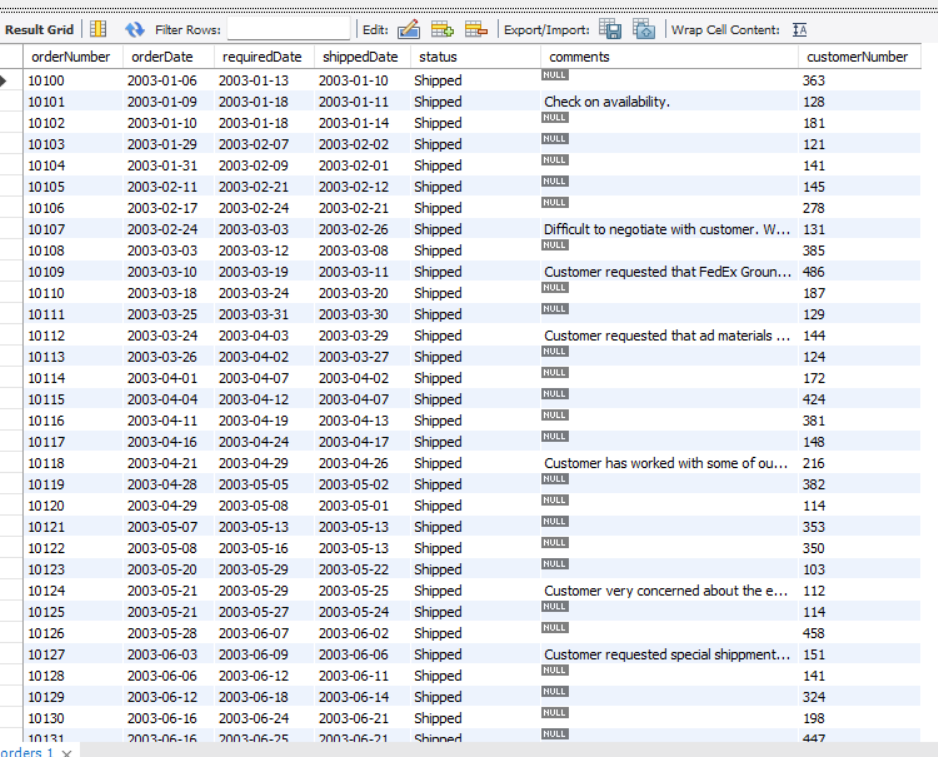 Result Grid Filter Rows: Edit: Export/Import: Wrap Cell Content: IA
orderNumber orderDate requiredDate shippedDate status comments customerNumber
10100 2003-01-06 2003-01-13 2003-01-10 Shipped NULL 363
10101 2003-01-09 2003-01-18 2003-01-11 Shipped Check on availability. 128
10102 2003-01-10 2003-01-18 2003-01-14 Shipped NULL 181
10103 2003-01-29 2003-02-07 2003-02-02 Shipped NULL 121
10104 2003-01-31 2003-02-09 2003-02-01 Shipped NULL 141
10105 2003-02-11 2003-02-21 2003-02-12 Shipped NULL 145
10106 2003-02-17 2003-02-24 2003-02-21 Shipped NULL 278
10107 2003-02-24 2003-03-03 2003-02-26 Shipped Difficult to negotiate with customer. W... 131
10108 2003-03-03 2003-03-12 2003-03-08 Shipped NULL 385
10109 2003-03-10 2003-03-19 2003-03-11 Shipped Customer requested that FedEx Groun... 486
10110 2003-03-18 2003-03-24 2003-03-20 Shipped NULL 187
10111 2003-03-25 2003-03-31 2003-03-30 Shipped NULL 129
10112 2003-03-24 2003-04-03 2003-03-29 Shipped Customer requested that ad materials ... 144
10113 2003-03-26 2003-04-02 2003-03-27 Shipped NULL 124
10114 2003-04-01 2003-04-07 2003-04-02 Shipped NULL 172
10115 2003-04-04 2003-04-12 2003-04-07 Shipped NULL 424
10116 2003-04-11 2003-04-19 2003-04-13 Shipped NULL 381
10117 2003-04-16 2003-04-24 2003-04-17 Shipped NULL 148
10118 2003-04-21 2003-04-29 2003-04-26 Shipped Customer has worked with some of ou... 216
10119 2003-04-28 2003-05-05 2003-05-02 Shipped NULL 382
10120 2003-04-29 2003-05-08 2003-05-01 Shipped NULL 114
10121 2003-05-07 2003-05-13 2003-05-13 Shipped NULL 353
10122 2003-05-08 2003-05-16 2003-05-13 Shipped NULL 350
10123 2003-05-20 2003-05-29 2003-05-22 Shipped NULL 103
10124 2003-05-21 2003-05-29 2003-05-25 Shipped Customer very concerned about the e... 112
10125 2003-05-21 2003-05-27 2003-05-24 Shipped NULL 114
10126 2003-05-28 2003-06-07 2003-06-02 Shipped NULL 458
10127 2003-06-03 2003-06-09 2003-06-06 Shipped Customer requested special shippment... 151
10128 2003-06-06 2003-06-12 2003-06-11 Shipped NULL 141
10129 2003-06-12 2003-06-18 2003-06-14 Shipped NULL 324
10130 2003-06-16 2003-06-24 2003-06-21 Shipped NULL 198
10131 2003-06-16 2003-06-25 2003-06-21 Shipped NULL 447
orders 1